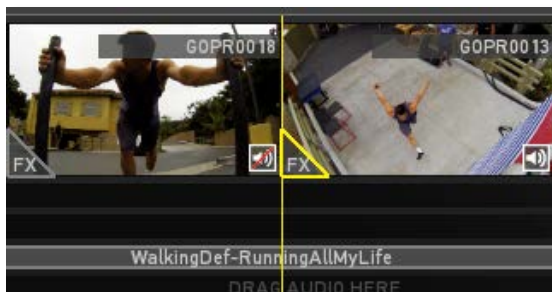 GOPR0018
GOPR0013
FX
FX
WalkingDef-RunningAllMyLife
DRAG AUDIO HERE